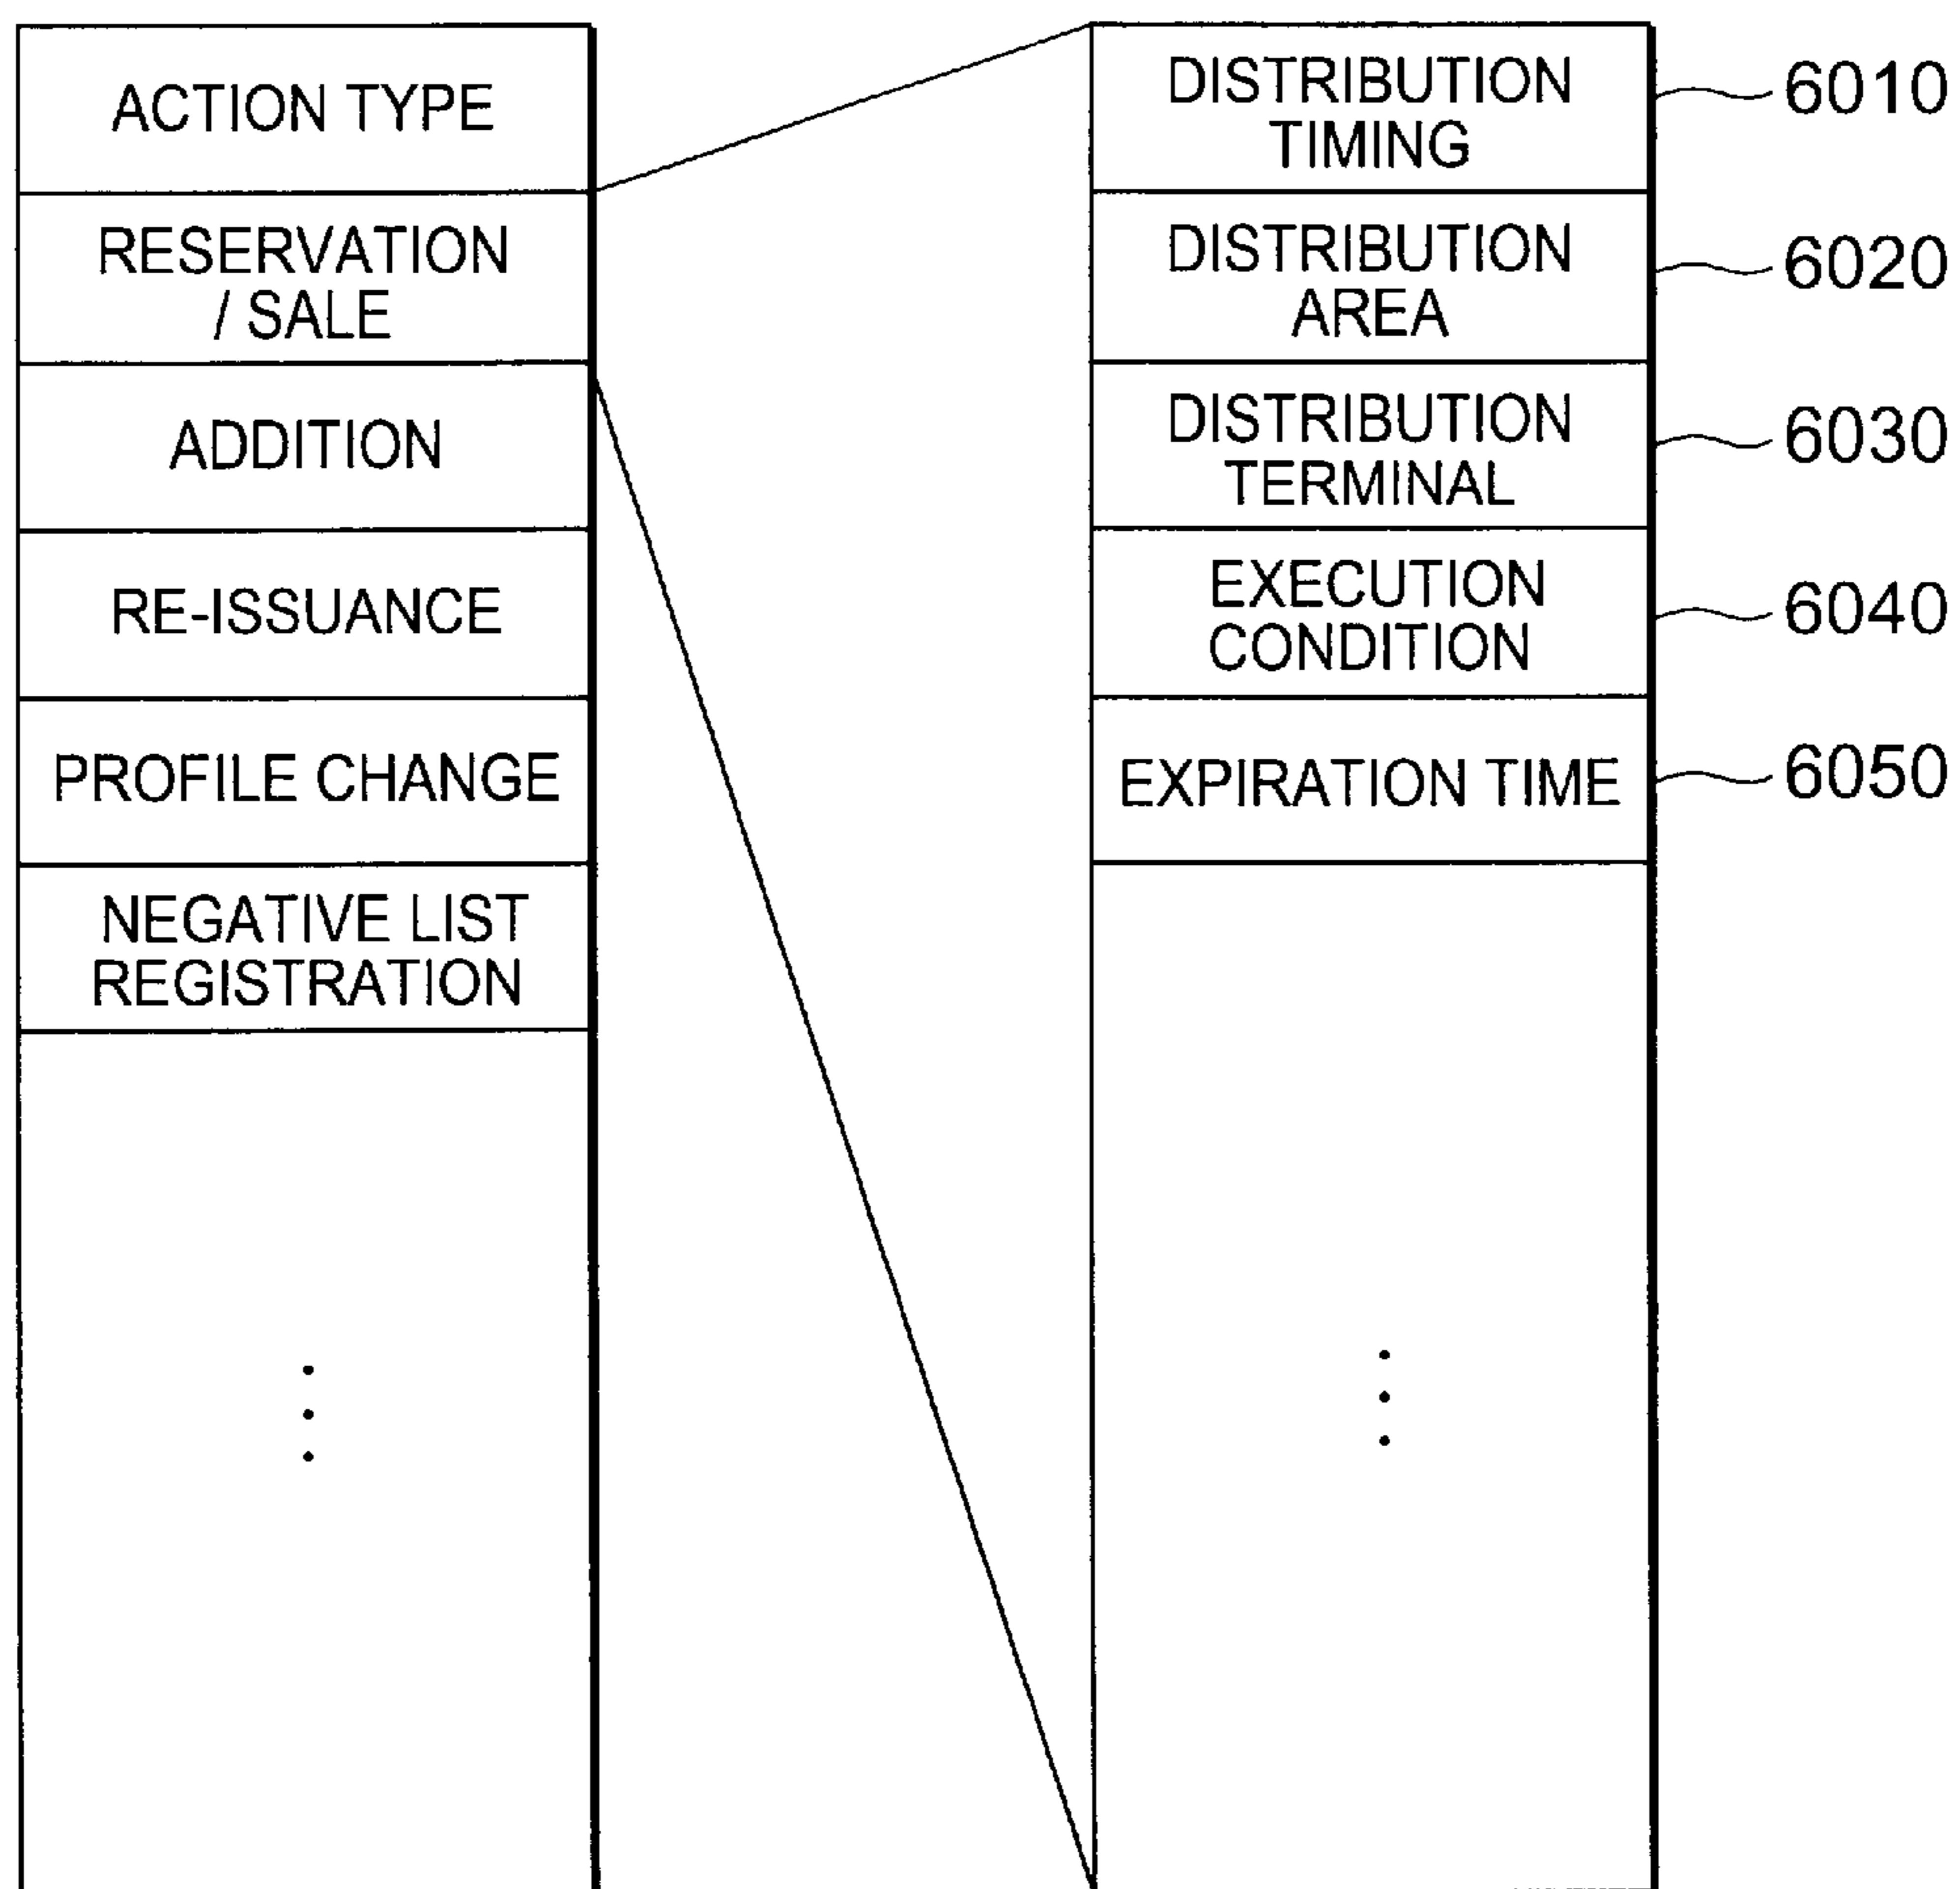 ACTION TYPE
RESERVATION
/ SALE
ADDITION
RE-ISSUANCE
PROFILE CHANGE
NEGATIVE LIST
REGISTRATION
DISTRIBUTION
TIMING
6010
DISTRIBUTION
AREA
6020
DISTRIBUTION
TERMINAL
6030
EXECUTION
CONDITION
6040
EXPIRATION TIME
6050